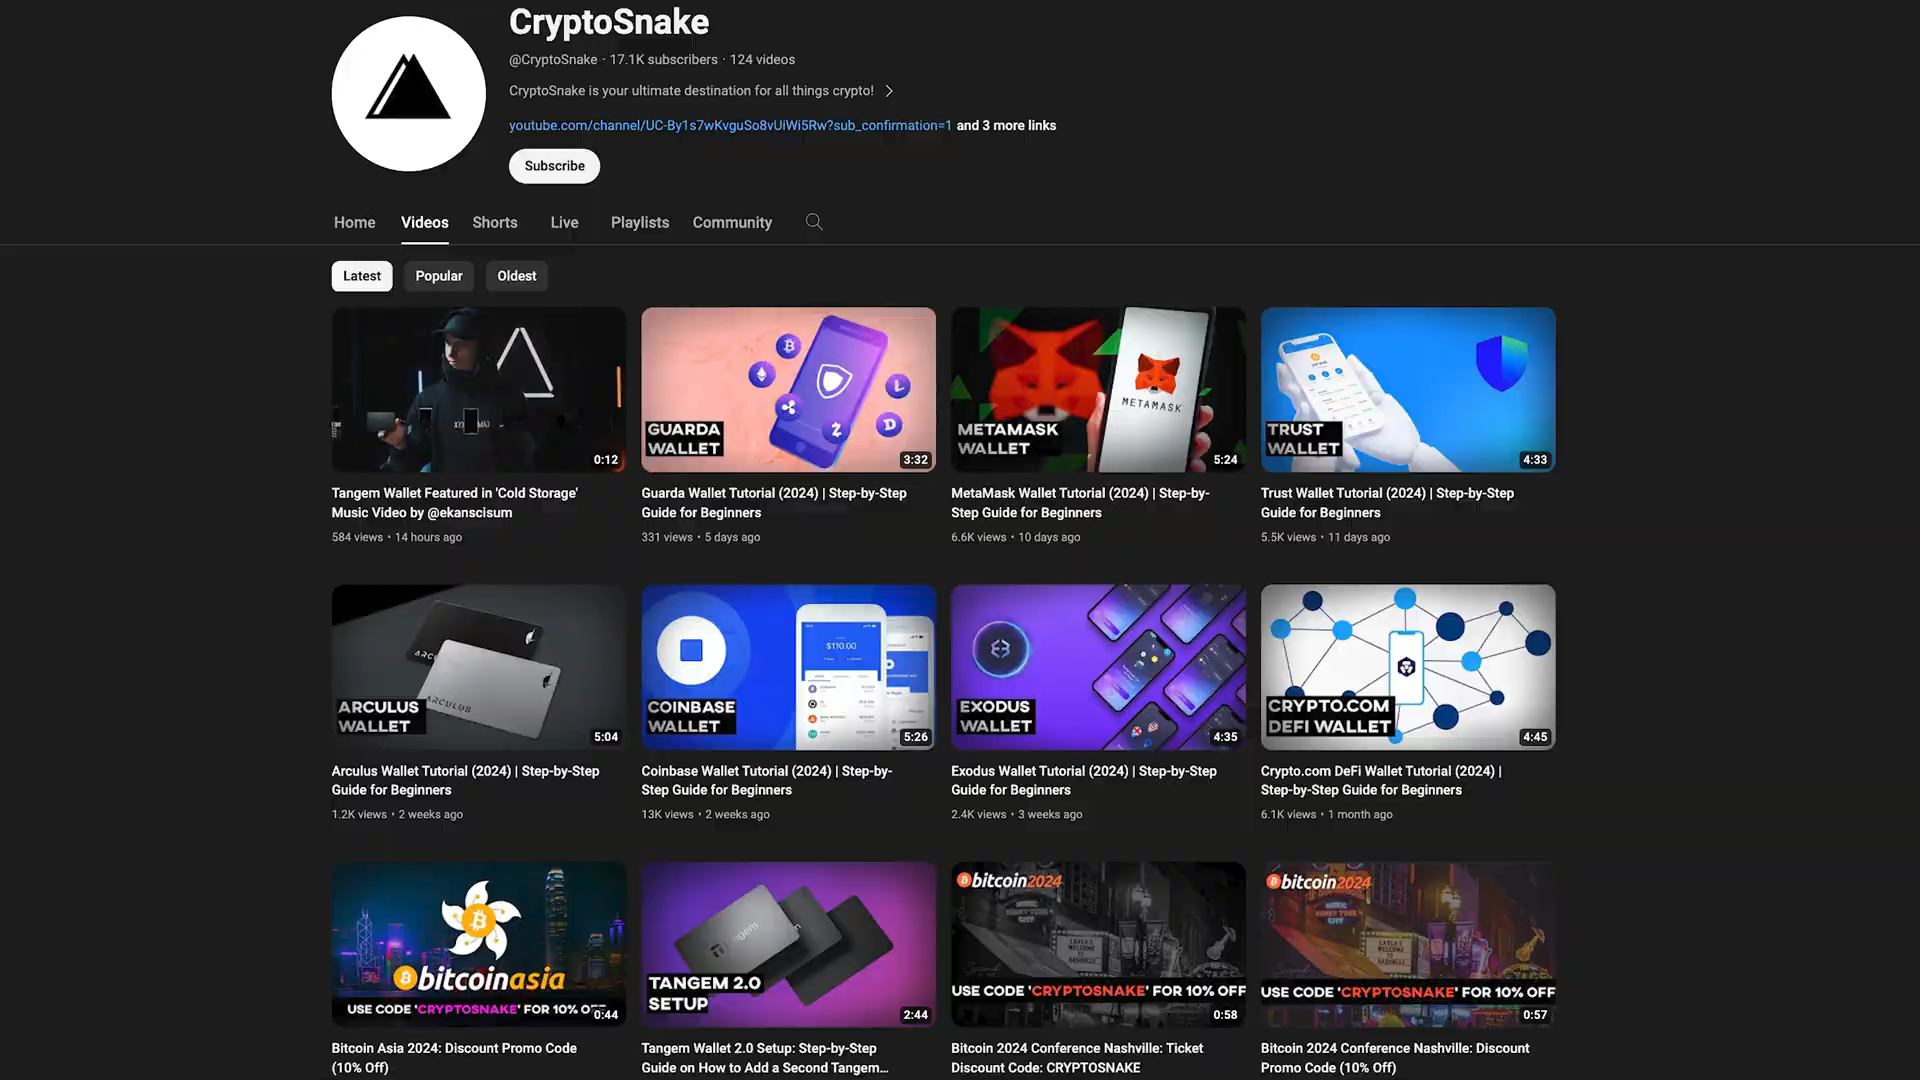 CryptoSnake
@CryptoSnake · 17.1K subscribers · 124 videos
CryptoSnake is your ultimate destination for all things crypto!
youtube.com/channel/UC-By1s7wKvguSo8vUiWi5Rw?sub_confirmation=1 and 3 more links
Subscribe
Home Videos Shorts Live Playlists Community
Latest Popular Oldest
0:12
GUARDA
WALLET
3:32
METAMASK
METAMASK
WALLET
5:24
TRUST
WALLET
4:33
Tangem Wallet Featured in 'Cold Storage'
Music Video by @ekanscisum
584 views • 14 hours ago
Guarda Wallet Tutorial (2024) | Step-by-Step
Guide for Beginners
331 views • 5 days ago
MetaMask Wallet Tutorial (2024) | Step-by-
Step Guide for Beginners
6.6K views • 10 days ago
Trust Wallet Tutorial (2024) | Step-by-Step
Guide for Beginners
5.5K views • 11 days ago
ARCULUS
ARCULUS
WALLET
5:04
$110.00
COINBASE
WALLET
5:26
EXODUS
WALLET
4:35
CRYPTO.COM
DEFI WALLET
4:45
Arculus Wallet Tutorial (2024) | Step-by-Step
Guide for Beginners
1.2K views • 2 weeks ago
Coinbase Wallet Tutorial (2024) | Step-by-
Step Guide for Beginners
13K views • 2 weeks ago
Exodus Wallet Tutorial (2024) | Step-by-Step
Guide for Beginners
2.4K views • 3 weeks ago
Crypto.com DeFi Wallet Tutorial (2024) |
Step-by-Step Guide for Beginners
6.1K views • 1 month ago
bitcoinasia
USE CODE 'CRYPTOSNAKE' FOR 10%
0:44
tangem
TANGEM 2.0
SETUP
2:44
bitcoin2024
USE CODE 'CRYPTOSNAKE' FOR 10% OFF
0:58
bitcoin2024
LAYLA'S
WELCOME
TO
NASHVILLE
USE CODE 'CRYPTOSNAKE' FOR 10% OFF
0:57
Bitcoin Asia 2024: Discount Promo Code
(10% Off)
Tangem Wallet 2.0 Setup: Step-by-Step
Guide on How to Add a Second Tangem...
Bitcoin 2024 Conference Nashville: Ticket
Discount Code: CRYPTOSNAKE
Bitcoin 2024 Conference Nashville: Discount
Promo Code (10% Off)